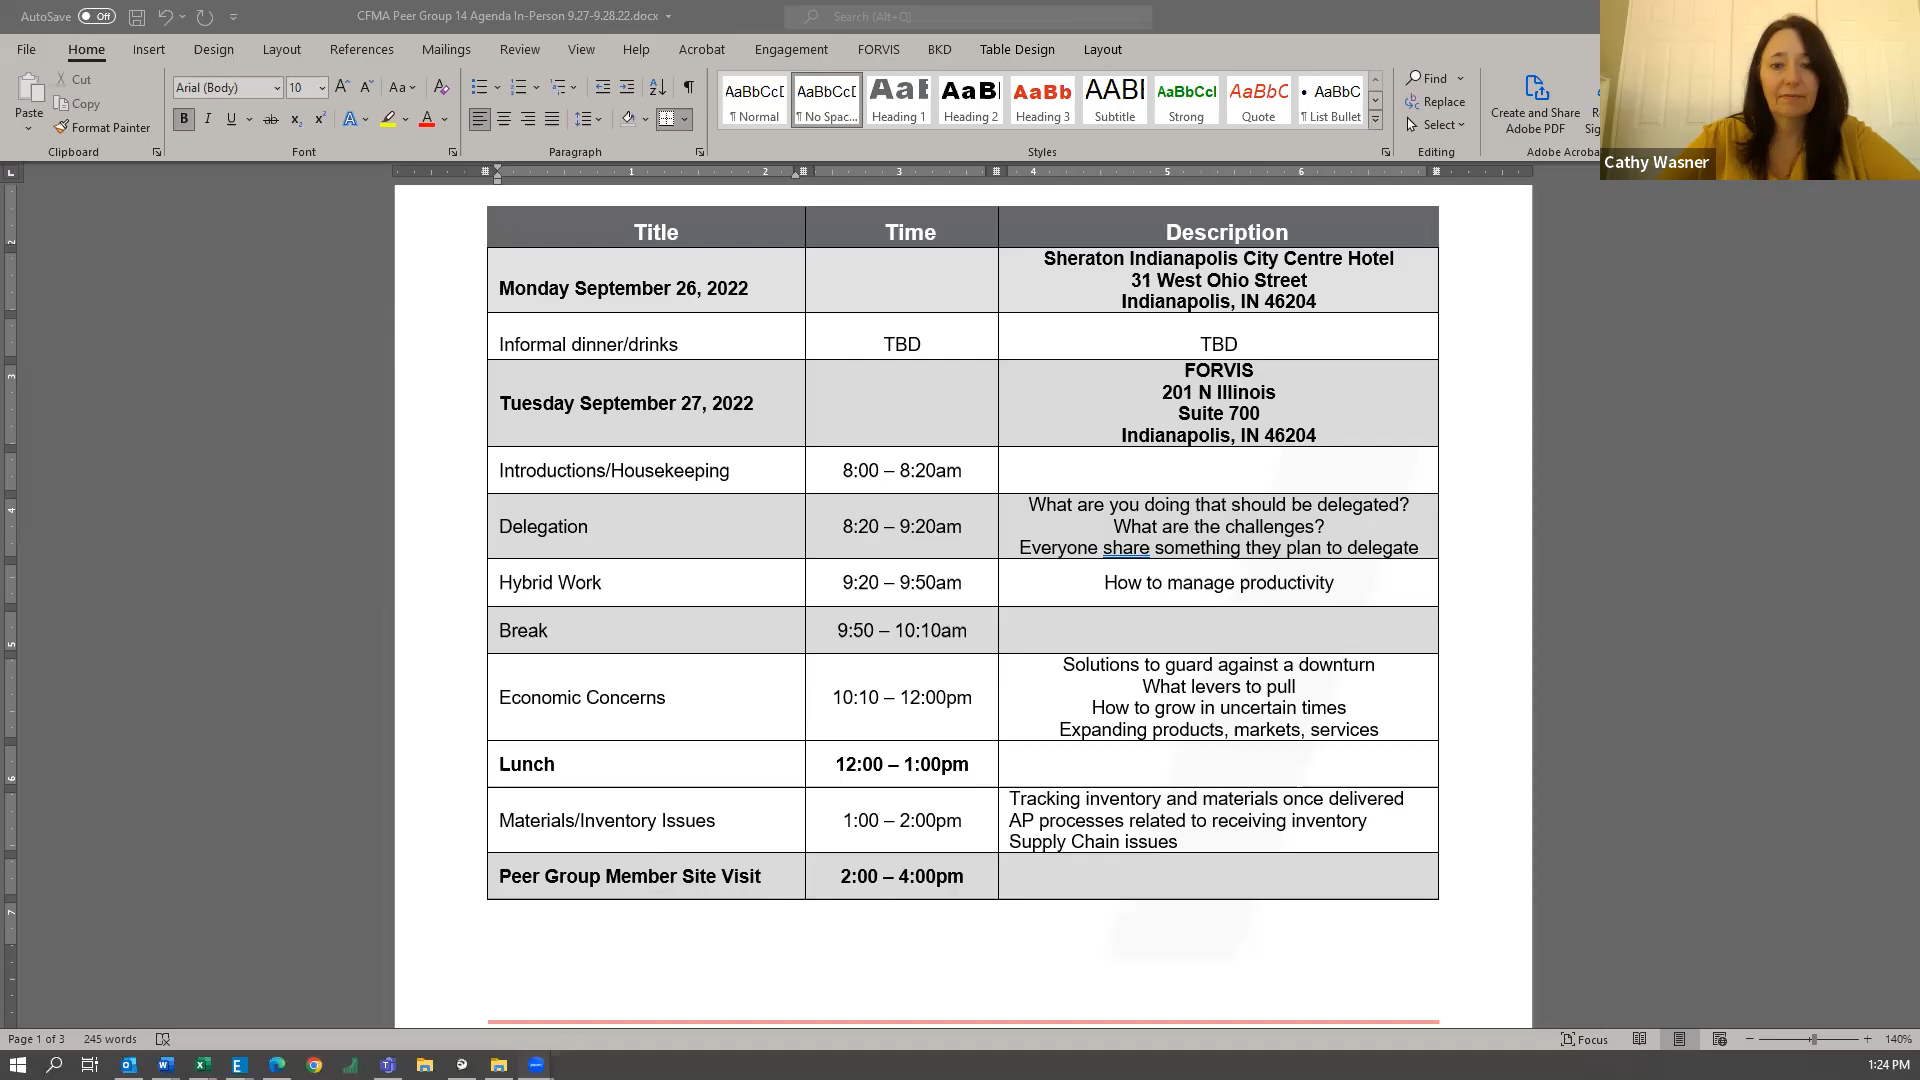 AutoSave Off CFMA Peer Group 14 Agenda In-Person 9.27-9.28.22.docx Search (Alt+Q)
File Home Insert Design Layout References Mailings Review View Help Acrobat Engagement FORVIS BKD Table Design Layout
Paste
Cut
Copy
Format Painter
Clipboard
Arial (Body) 10
Font
Paragraph
AaBbCcD AaBbCcD AaB AaBl AaBb AABI AaBbCcI AaBbC AaBbC
¶ Normal ¶ No Spac... Heading 1 Heading 2 Heading 3 Subtitle Strong Quote ¶ List Bullet
Styles
Find
Replace
Select
Editing
Create and Share
Adobe PDF
Adobe Acroba
Cathy Wasner
1 2 3 4 5 6
Title Time Description
Monday September 26, 2022
Sheraton Indianapolis City Centre Hotel
31 West Ohio Street
Indianapolis, IN 46204
Informal dinner/drinks TBD TBD
Tuesday September 27, 2022
FORVIS
201 N Illinois
Suite 700
Indianapolis, IN 46204
Introductions/Housekeeping 8:00 – 8:20am
Delegation 8:20 – 9:20am
What are you doing that should be delegated?
What are the challenges?
Everyone share something they plan to delegate
Hybrid Work 9:20 – 9:50am How to manage productivity
Break 9:50 – 10:10am
Economic Concerns 10:10 – 12:00pm
Solutions to guard against a downturn
What levers to pull
How to grow in uncertain times
Expanding products, markets, services
Lunch 12:00 – 1:00pm
Materials/Inventory Issues 1:00 – 2:00pm
Tracking inventory and materials once delivered
AP processes related to receiving inventory
Supply Chain issues
Peer Group Member Site Visit 2:00 – 4:00pm
Page 1 of 3 245 words Focus 140%
1:24 PM